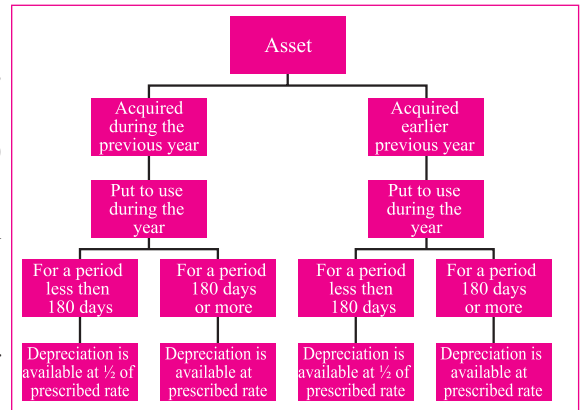 Asset
Acquired
during the
previous year
Acquired
earlier
previous year
Put to use
during the
year
Put to use
during the
year
For a period
less then
180 days
For a period
180 days
or more
For a period
less then
180 days
For a period
180 days
or more
Depreciation is
available at ½ of
prescribed rate
Depreciation is
available at
prescribed rate
Depreciation is
available at ½ of
prescribed rate
Depreciation is
available at
prescribed rate